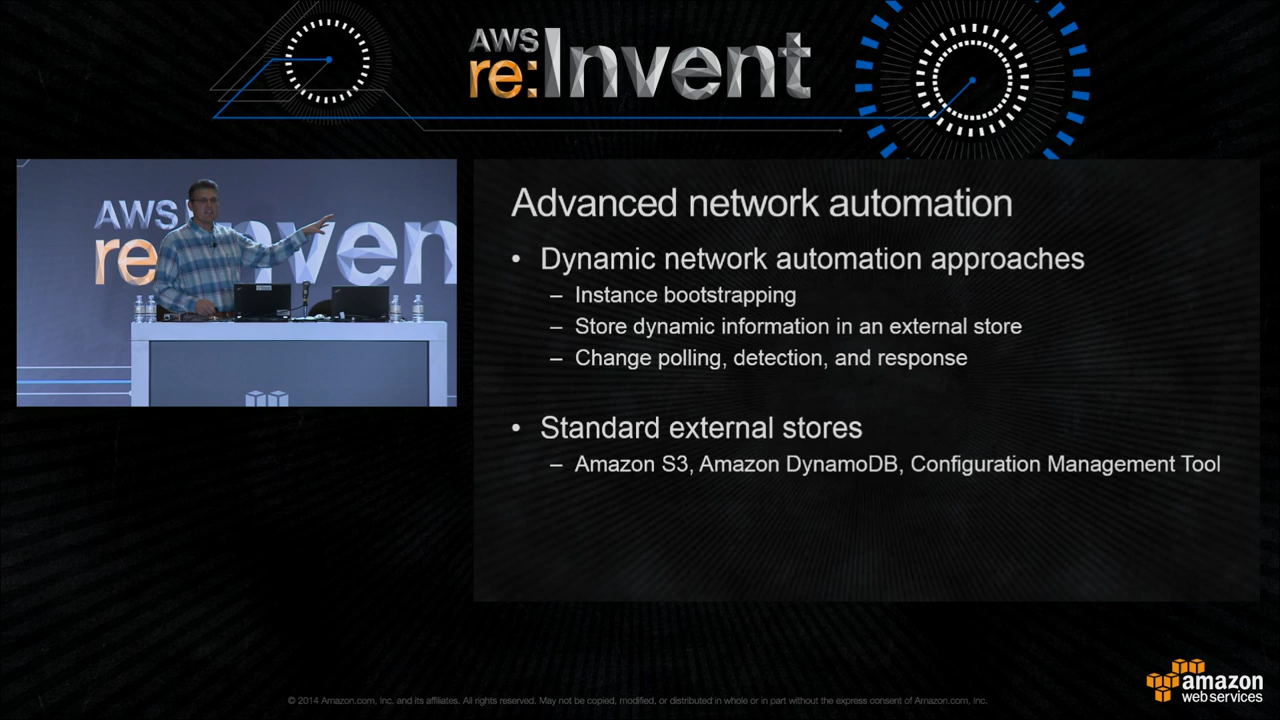 AWS
re:Invent
AWS
re Inven
Advanced network automation
• Dynamic network automation approaches
– Instance bootstrapping
– Store dynamic information in an external store
– Change polling, detection, and response
• Standard external stores
– Amazon S3, Amazon DynamoDB, Configuration Management Tool
© 2014 Amazon.com, Inc. and its affiliates. All rights reserved. May not be copied, modified, or distributed in whole or in part without the express consent of Amazon.com, Inc.
amazon
web services